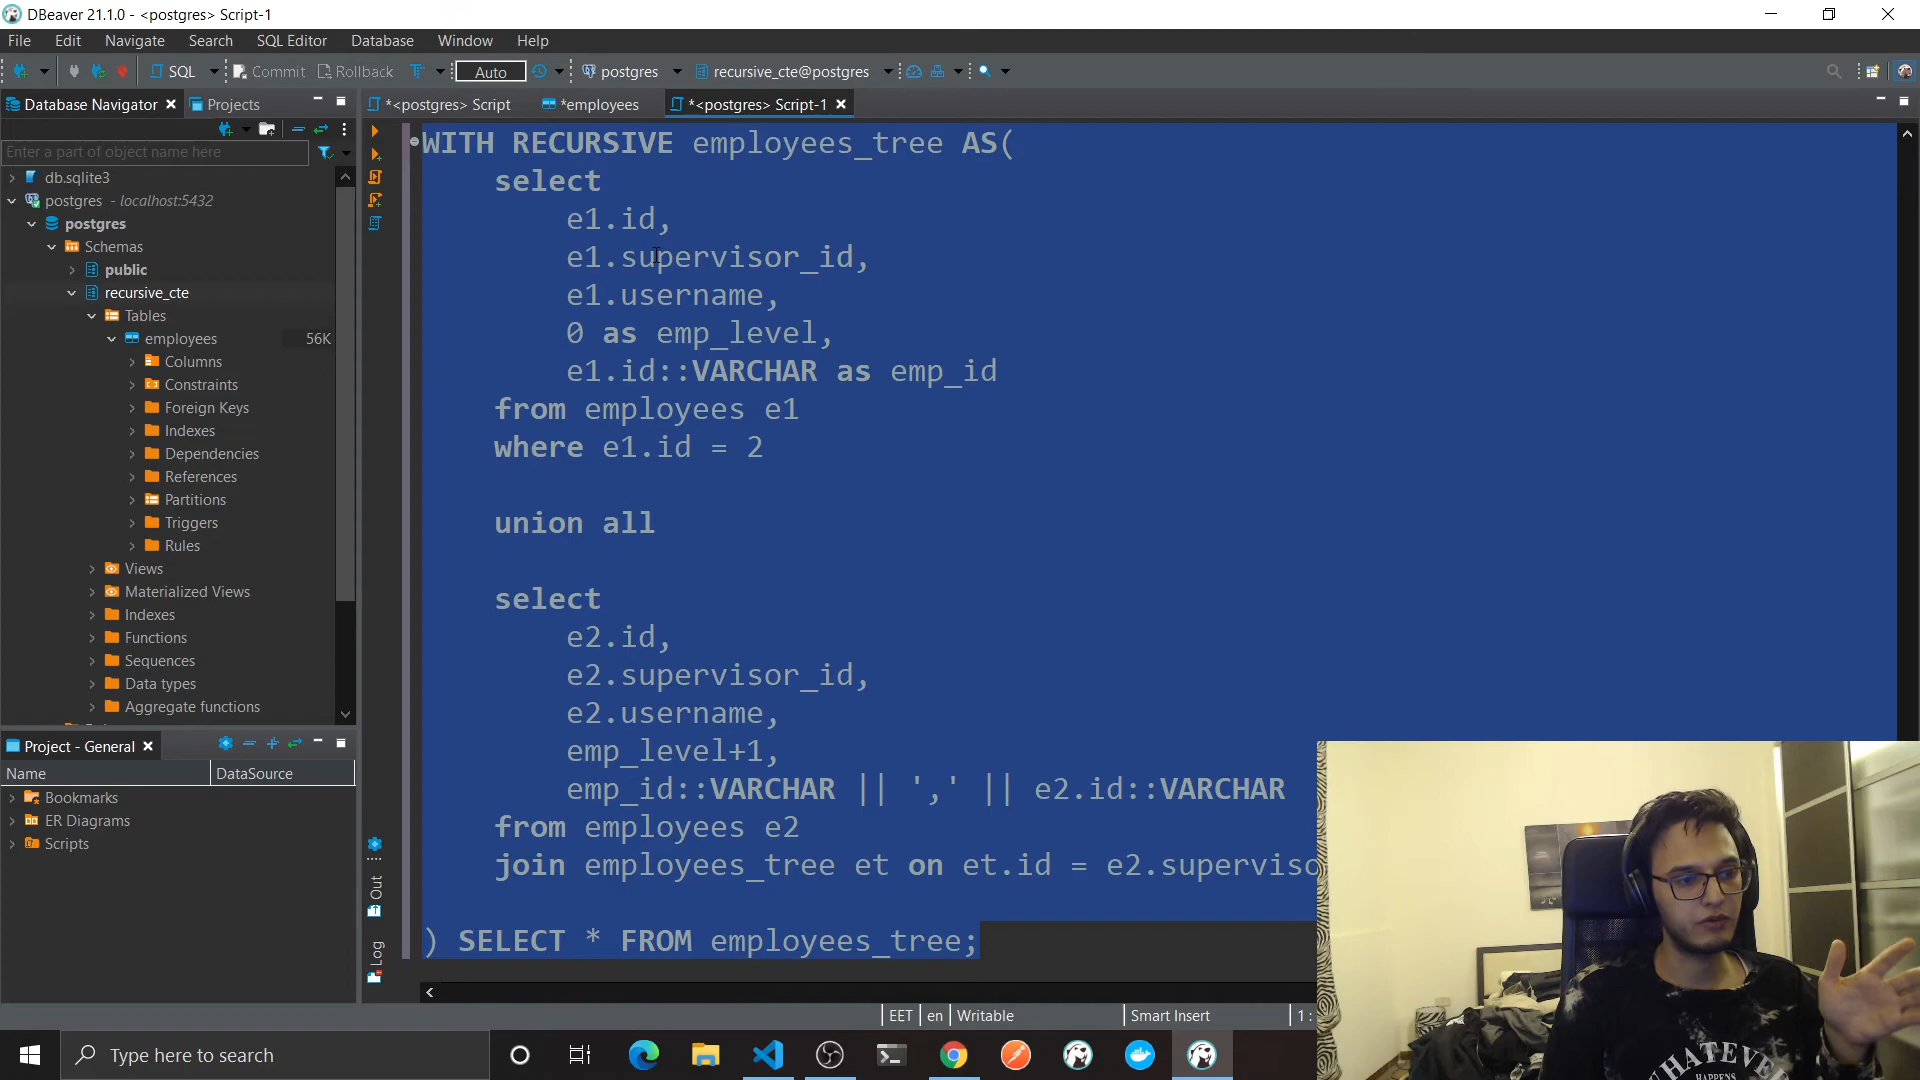 DBeaver 21.1.0 - <postgres> Script-1
File Edit Navigate Search SQL Editor Database Window Help
SQL Commit Rollback Auto postgres recursive_cte@postgres
Database Navigator Projects
*<postgres> Script *employees *<postgres> Script-1
Enter a part of object name here
db.sqlite3
postgres - localhost:5432
postgres
Schemas
public
recursive_cte
Tables
employees 56K
Columns
Constraints
Foreign Keys
Indexes
Dependencies
References
Partitions
Triggers
Rules
Views
Materialized Views
Indexes
Functions
Sequences
Data types
Aggregate functions
Project - General
Name DataSource
Bookmarks
ER Diagrams
Scripts
WITH RECURSIVE employees_tree AS(
select
e1.id,
e1.supervisor_id,
e1.username,
0 as emp_level,
e1.id::VARCHAR as emp_id
from employees e1
where e1.id = 2
union all
select
e2.id,
e2.supervisor_id,
e2.username,
emp_level+1,
emp_id::VARCHAR || ',' || e2.id::VARCHAR
from employees e2
join employees_tree et on et.id = e2.superviso
) SELECT * FROM employees_tree;
Out
Log
EET en Writable Smart Insert 1 :
Type here to search
WHATEVER
HAPPENS